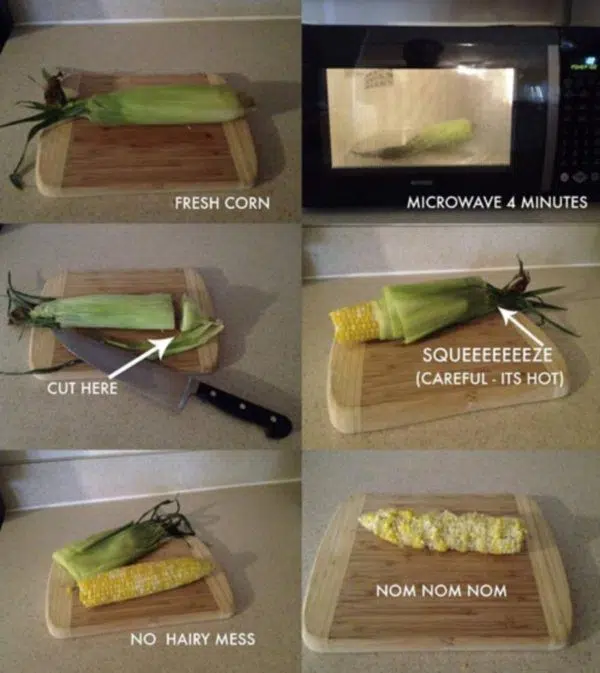 FRESH CORN
MICROWAVE 4 MINUTES
CUT HERE
SQUEEEEEEEZE
(CAREFUL - ITS HOT)
NO HAIRY MESS
NOM NOM NOM